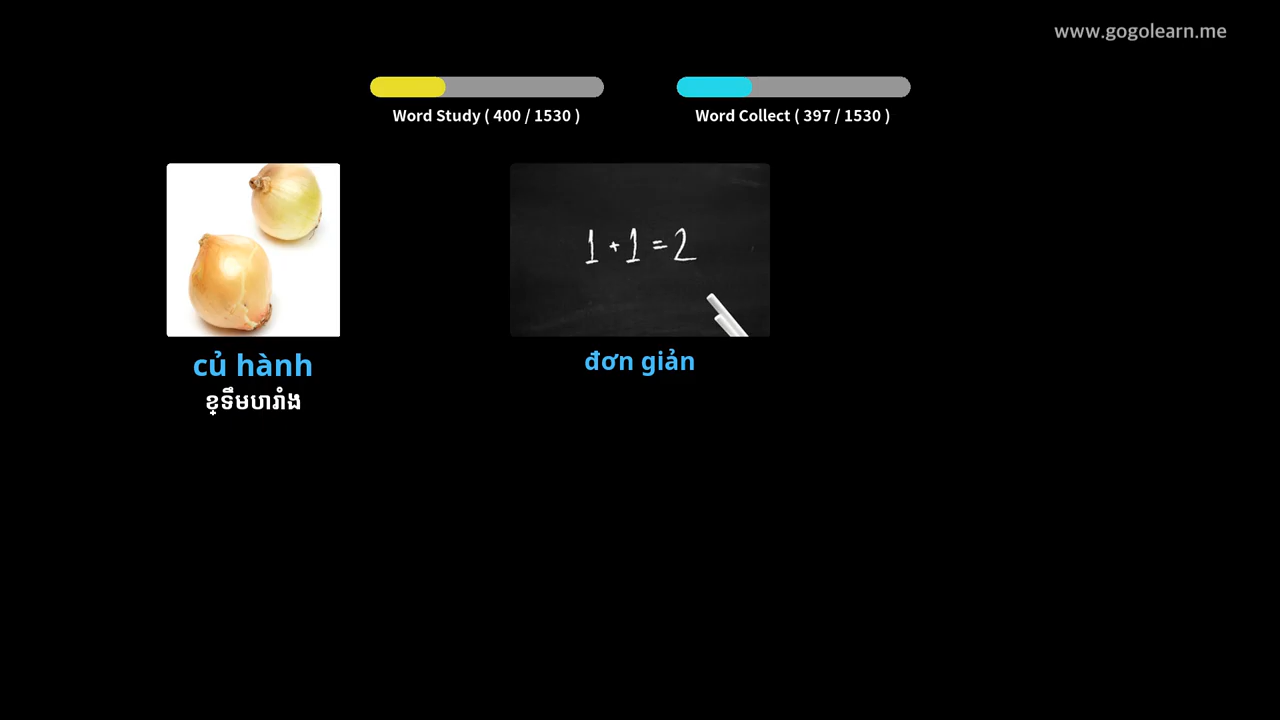 www.gogolearn.me
Word Study ( 400 / 1530 )
Word Collect ( 397 / 1530 )
1 + 1 = 2
củ hành
ខ្ទឹមបារាំង
đơn giản